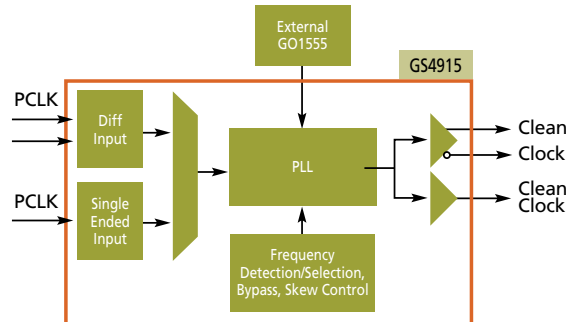 External
GO1555
GS4915
PCLK
Diff
Input
Clean
Clock
PLL
PCLK
Single
Ended
Input
Clean
Clock
Frequency
Detection/Selection,
Bypass, Skew Control